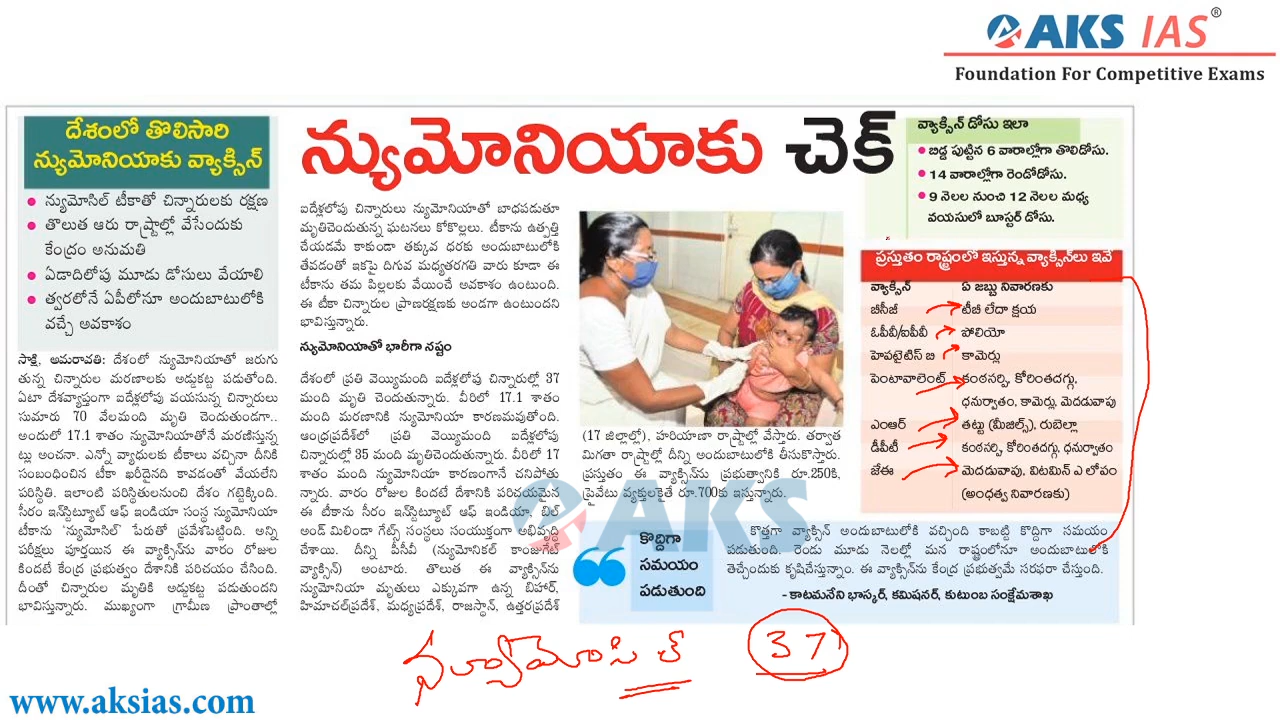 AKS IAS®
Foundation For Competitive Exams
దేశంలో తొలిసారి
న్యుమోనియాకు వ్యాక్సిన్
• న్యుమోసిల్ టీకాతో చిన్నారులకు రక్షణ
• తొలుత ఆరు రాష్ట్రాల్లో వేసేందుకు
కేంద్రం అనుమతి
• ఏడాదిలోపు మూడు డోసులు వేయాలి
• త్వరలోనే ఏపీలోనూ అందుబాటులోకి
వచ్చే అవకాశం
సాక్షి, అమరావతి: దేశంలో న్యుమోనియాతో జరుగు
తున్న చిన్నారుల మరణాలకు అడ్డుకట్ట పడుతోంది.
ఏటా దేశవ్యాప్తంగా ఐదేళ్లలోపు వయసున్న చిన్నారులు
సుమారు 70 వేలమంది మృతి చెందుతుండగా..
అందులో 17.1 శాతం న్యుమోనియాతోనే మరణిస్తున్న
ట్లు అంచనా. ఎన్నో వ్యాధులకు టీకాలు వచ్చినా దీనికి
సంబంధించిన టీకా ఖరీదైనది కావడంతో వేయలేని
పరిస్థితి. ఇలాంటి పరిస్థితులనుంచి దేశం గట్టెక్కింది.
సీరం ఇన్‌స్టిట్యూట్ ఆఫ్ ఇండియా సంస్థ న్యుమోనియా
టీకాను ‘న్యుమోసిల్’ పేరుతో ప్రవేశపెట్టింది. అన్ని
పరీక్షలు పూర్తయిన ఈ వ్యాక్సిన్‌ను వారం రోజుల
కిందటే కేంద్ర ప్రభుత్వం దేశానికి పరిచయం చేసింది.
దీంతో చిన్నారుల మృతికి అడ్డుకట్ట పడుతుందని
భావిస్తున్నారు. ముఖ్యంగా గ్రామీణ ప్రాంతాల్లో
న్యుమోనియాకు చెక్
ఐదేళ్లలోపు చిన్నారులు న్యుమోనియాతో బాధపడుతూ
మృతిచెందుతున్న ఘటనలు కోకొల్లలు. టీకాను ఉత్పత్తి
చేయడమే కాకుండా తక్కువ ధరకు అందుబాటులోకి
తేవడంతో ఇకపై దిగువ మధ్యతరగతి వారు కూడా ఈ
టీకాను తమ పిల్లలకు వేయించే అవకాశం ఉంటుంది.
ఈ టీకా చిన్నారుల ప్రాణరక్షణకు అండగా ఉంటుందని
భావిస్తున్నారు.
న్యుమోనియాతో భారీగా నష్టం
దేశంలో ప్రతి వెయ్యిమంది ఐదేళ్లలోపు చిన్నారుల్లో 37
మంది మృతి చెందుతున్నారు. వీరిలో 17.1 శాతం
మంది మరణానికి న్యుమోనియా కారణమవుతోంది.
ఆంధ్రప్రదేశ్‌లో ప్రతి వెయ్యిమంది ఐదేళ్లలోపు
చిన్నారుల్లో 35 మంది మృతిచెందుతున్నారు. వీరిలో 17
శాతం మంది న్యుమోనియా కారణంగానే చనిపోతు
న్నారు. వారం రోజుల కిందటే దేశానికి పరిచయమైన
ఈ టీకాను సీరం ఇన్‌స్టిట్యూట్ ఆఫ్ ఇండియా, బిల్
అండ్ మిలిండా గేట్స్ సంస్థలు సంయుక్తంగా అభివృద్ధి
చేశాయి. దీన్ని పీసీవీ (న్యుమోనికల్ కాంజుగేట్
వ్యాక్సిన్) అంటారు. తొలుత ఈ వ్యాక్సిన్‌ను
న్యుమోనియా మృతులు ఎక్కువగా ఉన్న బిహార్,
హిమాచల్‌ప్రదేశ్, మధ్యప్రదేశ్, రాజస్థాన్, ఉత్తరప్రదేశ్
(17 జిల్లాల్లో), హరియాణా రాష్ట్రాల్లో వేస్తారు. తర్వాత
మిగతా రాష్ట్రాల్లో దీన్ని అందుబాటులోకి తీసుకొస్తారు.
ప్రస్తుతం ఈ వ్యాక్సిన్‌ను ప్రభుత్వానికి రూ.250కి,
ప్రైవేటు వ్యక్తులకైతే రూ.700కు ఇస్తున్నారు.
వ్యాక్సిన్ డోసు ఇలా
• బిడ్డ పుట్టిన 6 వారాల్లోగా తొలిడోసు.
• 14 వారాల్లోగా రెండోడోసు.
• 9 నెలల నుంచి 12 నెలల మధ్య
వయసులో బూస్టర్ డోస్.
ప్రస్తుతం రాష్ట్రంలో ఇస్తున్న వ్యాక్సిన్‌లు ఇవే
వ్యాక్సిన్ ఏ జబ్బు నివారణకు
బీసీజీ టీబీ లేదా క్షయ
ఓపీవీ/ఐపీవీ పోలియో
హెపటైటిస్ బి కామెర్లు
పెంటావాలెంట్ కంఠసర్పి, కోరింతదగ్గు,
ధనుర్వాతం, కామెర్లు, మెదడువాపు
ఎంఆర్ తట్టు (మీజిల్స్), రుబెల్లా
డీపీటీ కంఠసర్పి, కోరింతదగ్గు, ధనుర్వాతం
జేఈ మెదడువాపు, విటమిన్ ఎ లోపం
(అంధత్వ నివారణకు)
AKS
కొద్దిగా
సమయం
పడుతుంది
కొత్తగా వ్యాక్సిన్ అందుబాటులోకి వచ్చింది కాబట్టి కొద్దిగా సమయం
పడుతుంది. రెండు మూడు నెలల్లో మన రాష్ట్రంలోనూ అందుబాటులోకి
తెచ్చేందుకు కృషిచేస్తున్నాం. ఈ వ్యాక్సిన్‌ను కేంద్ర ప్రభుత్వమే సరఫరా చేస్తుంది.
- కాటమనేని భాస్కర్, కమిషనర్, కుటుంబ సంక్షేమశాఖ
న్యుమోసిల్ 37
www.aksias.com